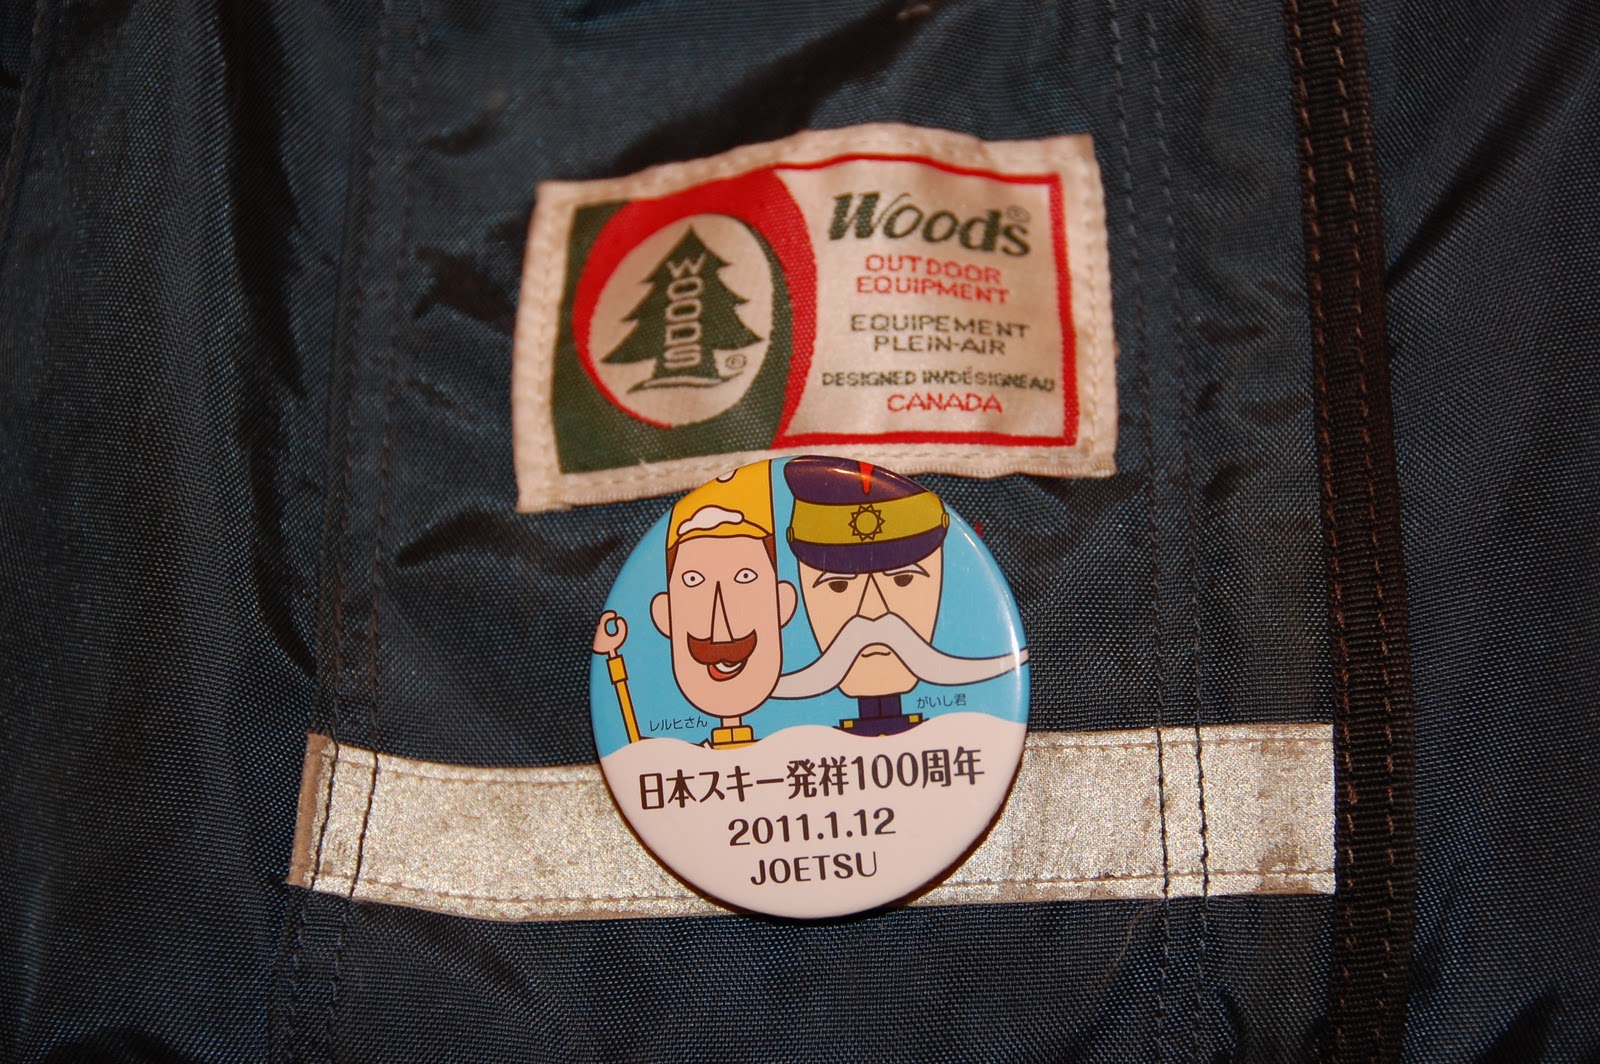 WOODS
®
Woods®
OUTDOOR
EQUIPMENT
EQUIPEMENT
PLEIN-AIR
DESIGNED IN/DÉSIGNE AU
CANADA
レルヒさん
がいし君
日本スキー発祥100周年
2011.1.12
JOETSU